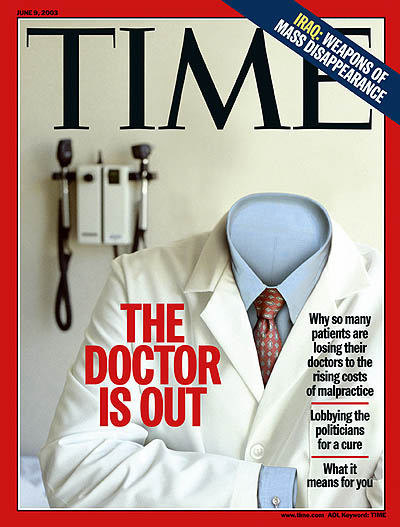 JUNE 9, 2003
IRAQ: WEAPONS OF
MASS DISAPPEARANCE
TIME
THE
DOCTOR
IS OUT
Why so many
patients are
losing their
doctors to the
rising costs
of malpractice
Lobbying the
politicians
for a cure
What it
means for you
www.time.com AOL Keyword: TIME